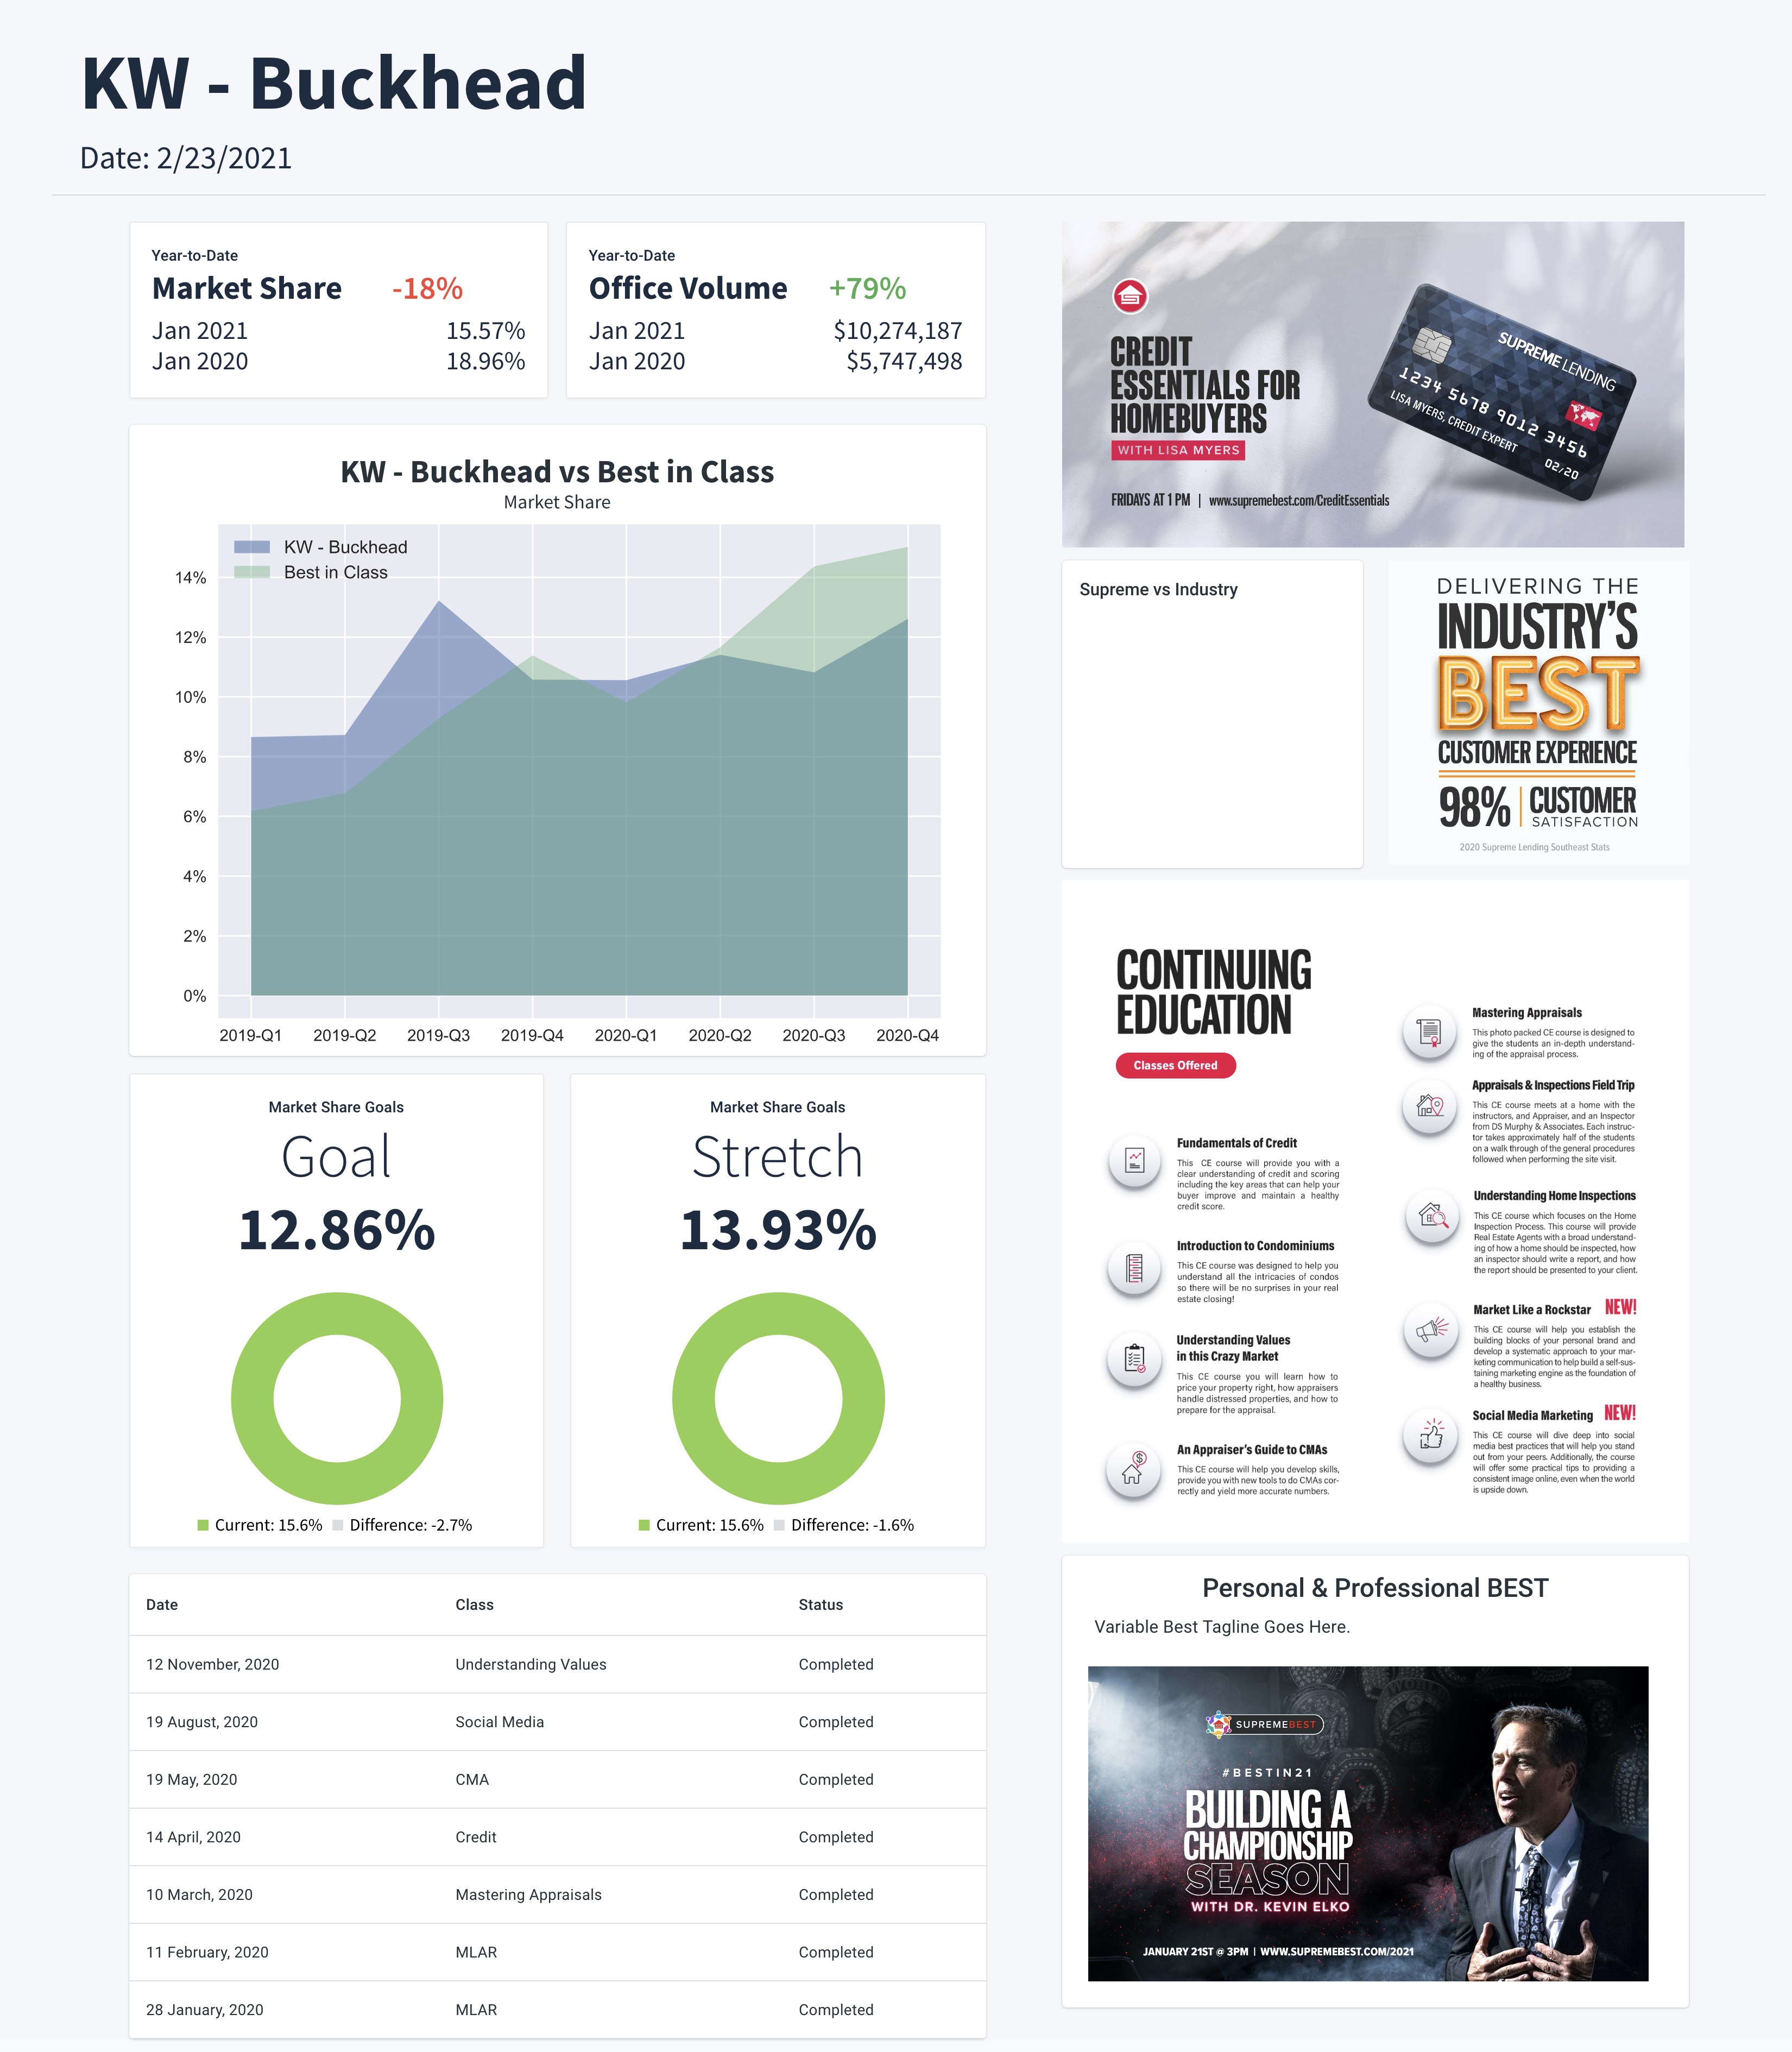 KW - Buckhead
Date: 2/23/2021
Year-to-Date
Market Share -18%
Jan 2021 15.57%
Jan 2020 18.96%
Year-to-Date
Office Volume +79%
Jan 2021 $10,274,187
Jan 2020 $5,747,498
KW - Buckhead vs Best in Class
Market Share
KW - Buckhead
Best in Class
14%
12%
10%
8%
6%
4%
2%
0%
2019-Q1 2019-Q2 2019-Q3 2019-Q4 2020-Q1 2020-Q2 2020-Q3 2020-Q4
Market Share Goals
Goal
12.86%
Current: 15.6% Difference: -2.7%
Market Share Goals
Stretch
13.93%
Current: 15.6% Difference: -1.6%
Date Class Status
12 November, 2020 Understanding Values Completed
19 August, 2020 Social Media Completed
19 May, 2020 CMA Completed
14 April, 2020 Credit Completed
10 March, 2020 Mastering Appraisals Completed
11 February, 2020 MLAR Completed
28 January, 2020 MLAR Completed
CREDIT
ESSENTIALS FOR
HOMEBUYERS
WITH LISA MYERS
FRIDAYS AT 1 PM | www.supremebest.com/CreditEssentials
SUPREME LENDING
1234 5678 9012 3456
LISA MYERS, CREDIT EXPERT
02/20
Supreme vs Industry
DELIVERING THE
INDUSTRY'S
BEST
CUSTOMER EXPERIENCE
98% | CUSTOMER
SATISFACTION
2020 Supreme Lending Southeast Stats
CONTINUING
EDUCATION
Classes Offered
Fundamentals of Credit
This CE course will provide you with a
clear understanding of credit and scoring
including the key areas that can help your
buyer improve and maintain a healthy
credit score.
Introduction to Condominiums
This CE course was designed to help you
understand all the intricacies of condos
so there will be no surprises in your real
estate closing!
Understanding Values
in this Crazy Market
This CE course you will learn how to
price your property right, how appraisers
handle distressed properties, and how to
prepare for the appraisal.
An Appraiser's Guide to CMAs
This CE course will help you develop skills,
provide you with new tools to do CMAs cor-
rectly and yield more accurate numbers.
Mastering Appraisals
This photo packed CE course is designed to
give the students an in-depth understand-
ing of the appraisal process.
Appraisals & Inspections Field Trip
This CE course meets at a home with the
instructors, and Appraiser, and an Inspector
from DS Murphy & Associates. Each instruc-
tor takes approximately half of the students
on a walk through of the general procedures
followed when performing the site visit.
Understanding Home Inspections
This CE course which focuses on the Home
Inspection Process. This course will provide
Real Estate Agents with a broad understand-
ing of how a home should be inspected, how
an inspector should write a report, and how
the report should be presented to your client.
Market Like a Rockstar NEW!
This CE course will help you establish the
building blocks of your personal brand and
develop a systematic approach to your mar-
keting communication to help build a self-sus-
taining marketing engine as the foundation of
a healthy business.
Social Media Marketing NEW!
This CE course will dive deep into social
media best practices that will help you stand
out from your peers. Additionally, the course
will offer some practical tips to providing a
consistent image online, even when the world
is upside down.
Personal & Professional BEST
Variable Best Tagline Goes Here.
SUPREMEBEST
#BESTIN21
BUILDING A
CHAMPIONSHIP
SEASON
WITH DR. KEVIN ELKO
JANUARY 21ST @ 3PM | WWW.SUPREMEBEST.COM/2021